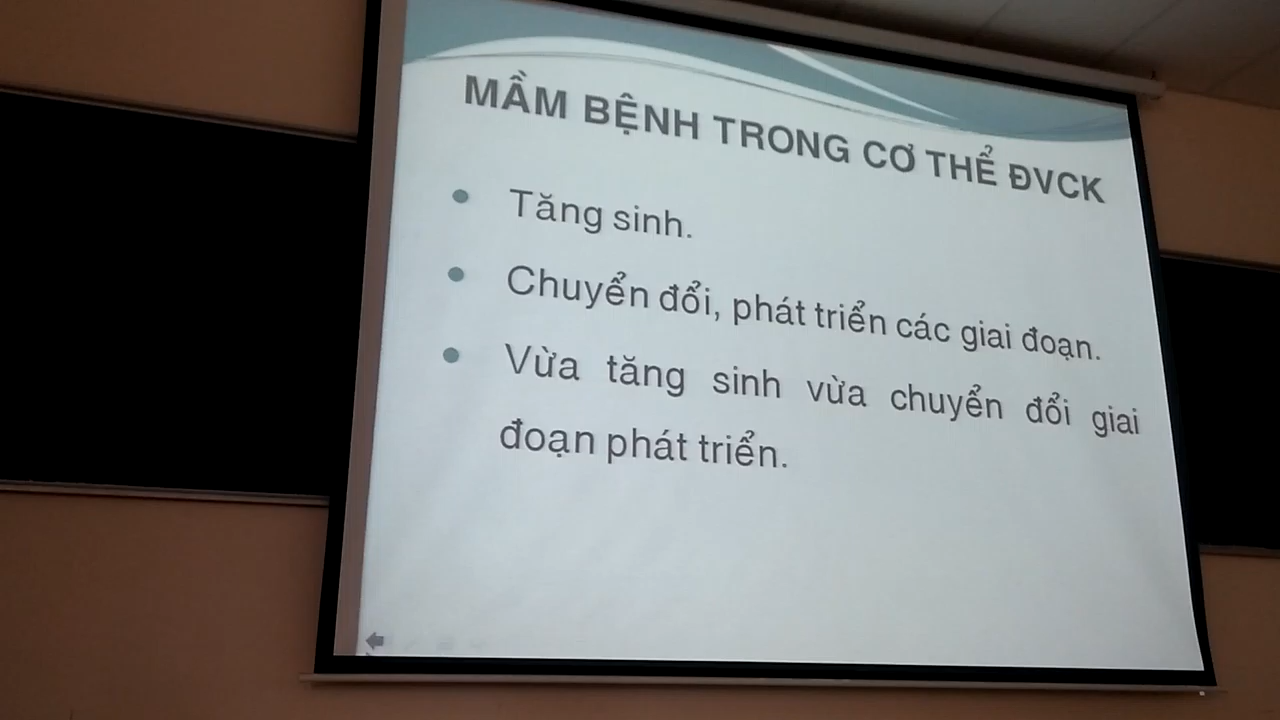 MẦM BỆNH TRONG CƠ THỂ ĐVCK
• Tăng sinh.
• Chuyển đổi, phát triển các giai đoạn.
• Vừa tăng sinh vừa chuyển đổi giai
đoạn phát triển.